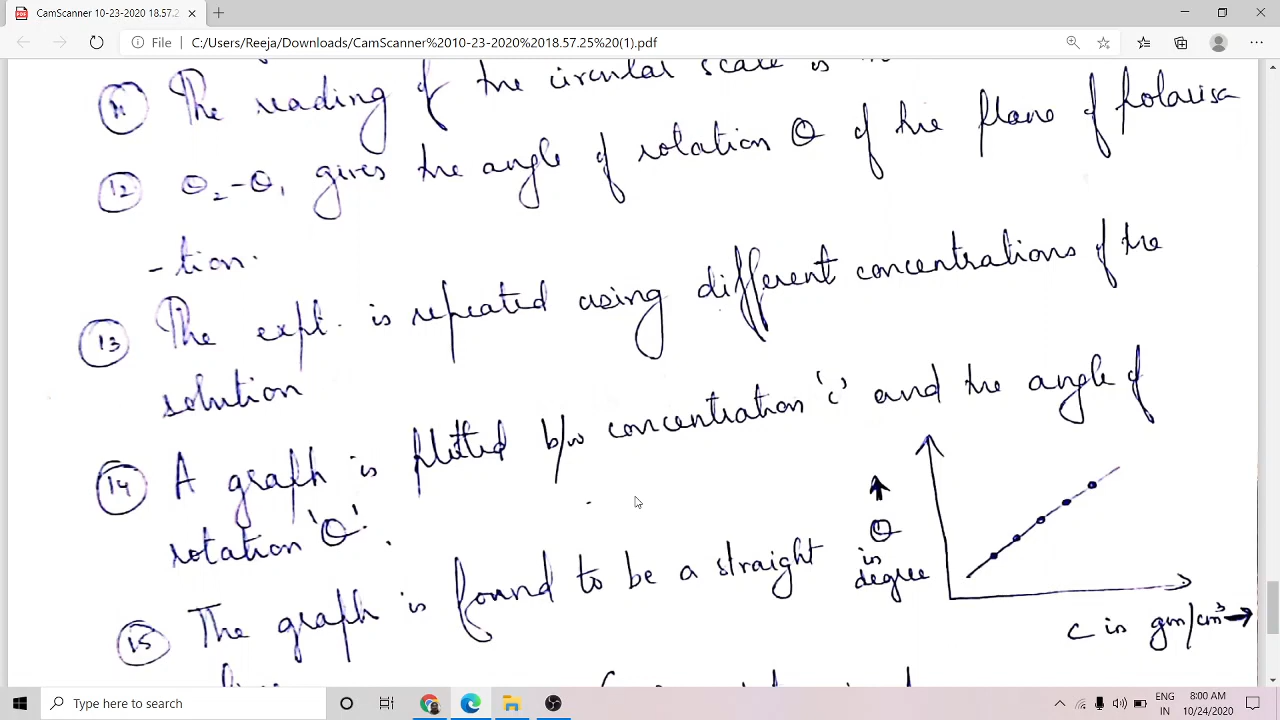 CamScanner 10-23-2020 18.57.2
File C:/Users/Reeja/Downloads/CamScanner%2010-23-2020%2018.57.25%20(1).pdf
11 The reading of the circular scale is
12 θ₂-θ₁ gives the angle of rotation θ of the plane of polarisa
-tion.
13 The expt. is repeated using different concentrations of the
solution
14 A graph is plotted b/w concentration 'c' and the angle of
rotation 'θ'.
15 The graph is found to be a straight
θ
in
degree
c in gm/cm³
Type here to search
ENG
IN
8:00 AM
10/24/2020